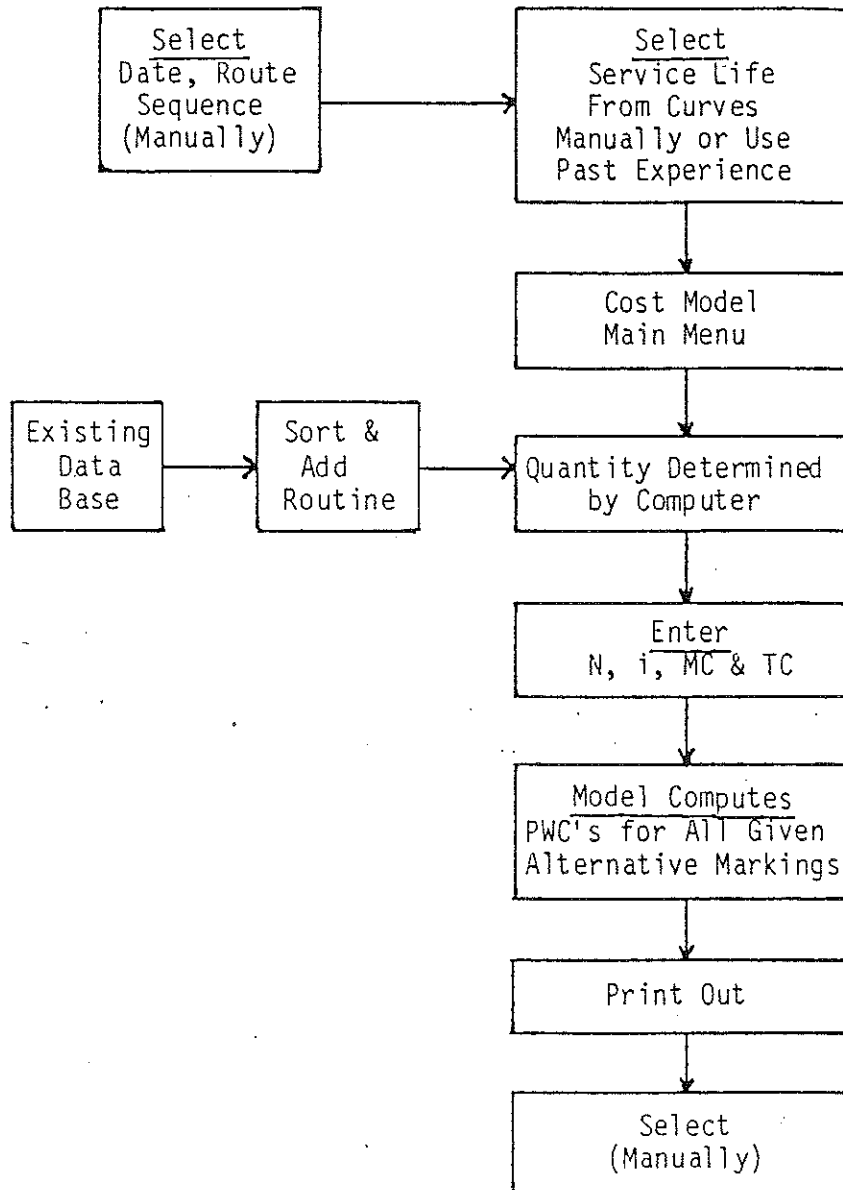 Select
Date, Route
Sequence
(Manually)
Select
Service Life
From Curves
Manually or Use
Past Experience
Cost Model
Main Menu
Existing
Data
Base
Sort &
Add
Routine
Quantity Determined
by Computer
Enter
N, i, MC & TC
Model Computes
PWC's for All Given
Alternative Markings
Print Out
Select
(Manually)